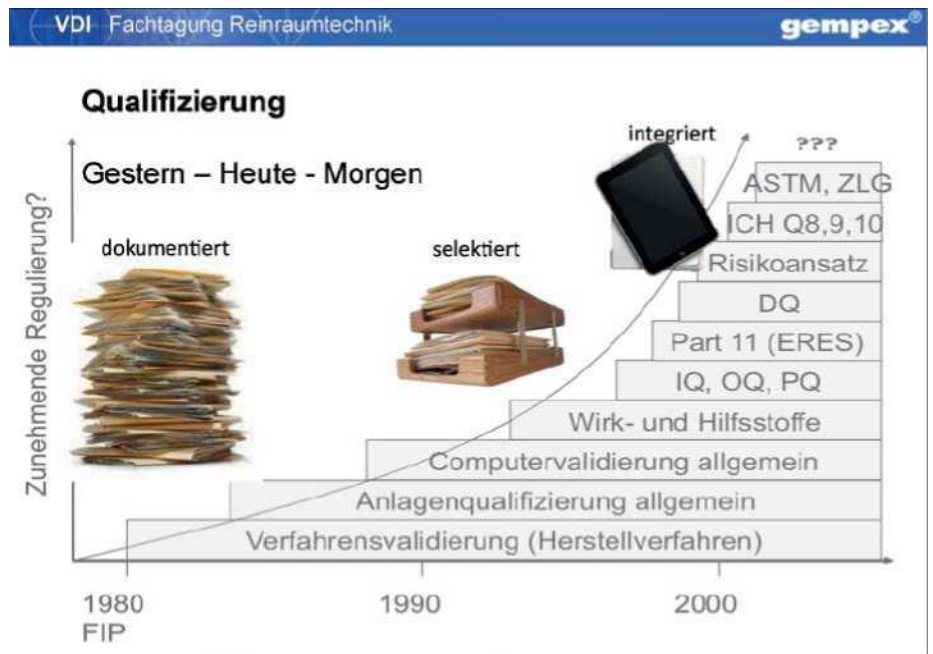 VDI Fachtagung Reinraumtechnik
gempex®
Qualifizierung
Gestern – Heute - Morgen
integriert
dokumentiert
selektiert
Zunehmende Regulierung?
???
ASTM, ZLG
ICH Q8,9,10
Risikoansatz
DQ
Part 11 (ERES)
IQ, OQ, PQ
Wirk- und Hilfsstoffe
Computervalidierung allgemein
Anlagenqualifizierung allgemein
Verfahrensvalidierung (Herstellverfahren)
1980
1990
2000
FIP